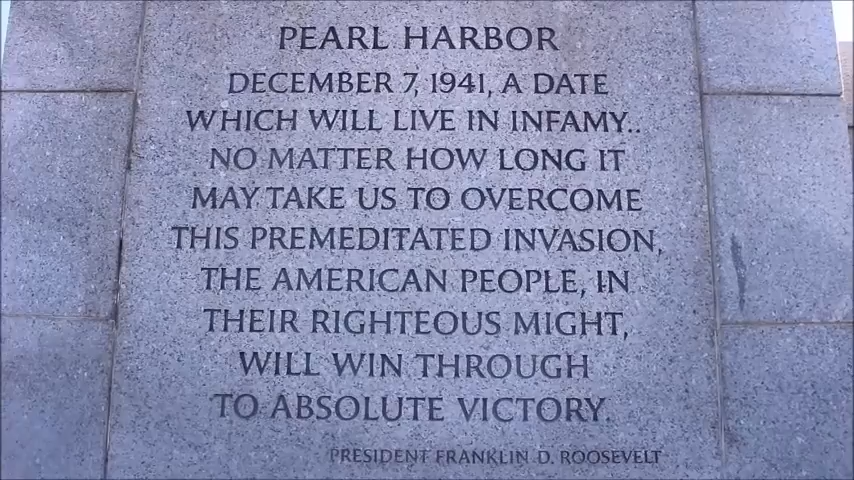 PEARL HARBOR
DECEMBER 7, 1941, A DATE
WHICH WILL LIVE IN INFAMY..
NO MATTER HOW LONG IT
MAY TAKE US TO OVERCOME
THIS PREMEDITATED INVASION,
THE AMERICAN PEOPLE, IN
THEIR RIGHTEOUS MIGHT,
WILL WIN THROUGH
TO ABSOLUTE VICTORY.
PRESIDENT FRANKLIN D. ROOSEVELT